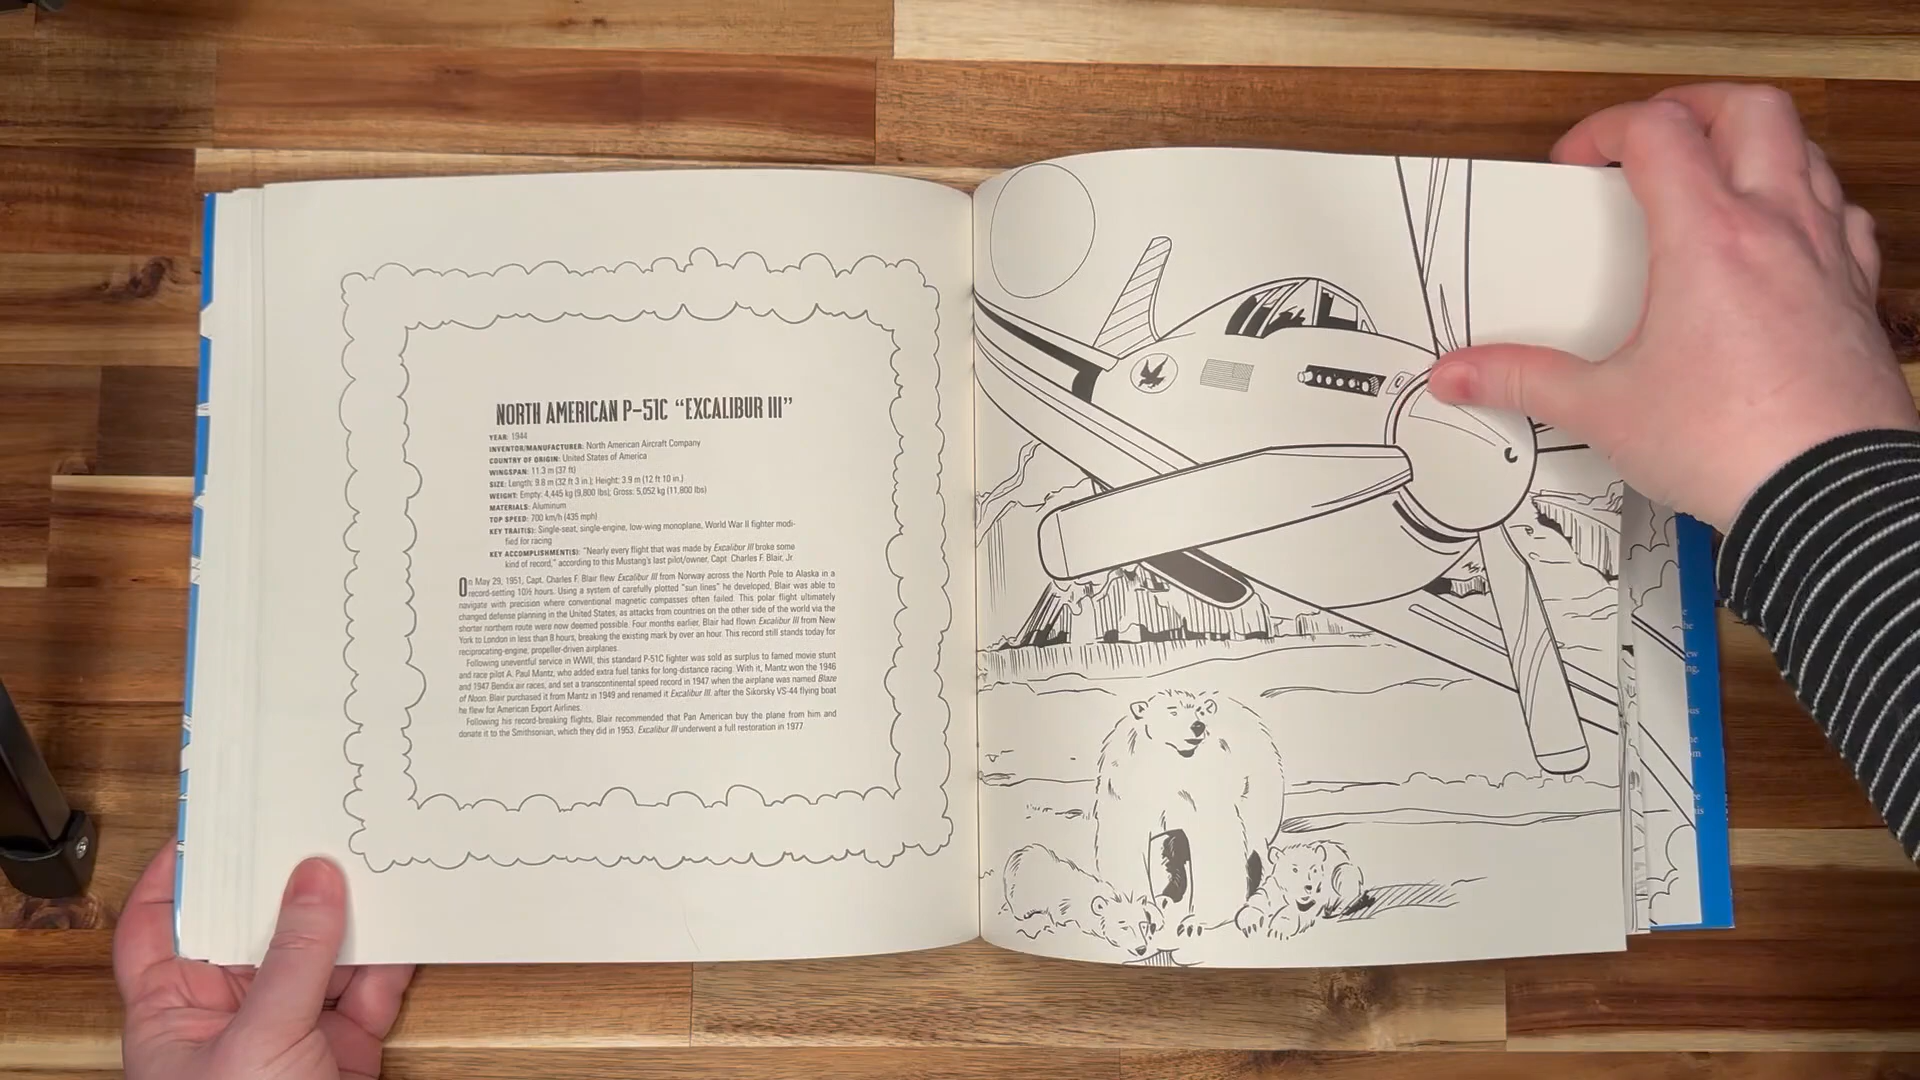 NORTH AMERICAN P–51C “EXCALIBUR III”
YEAR: 1944
INVENTOR/MANUFACTURER: North American Aircraft Company
COUNTRY OF ORIGIN: United States of America
WINGSPAN: 11.3 m (37 ft)
SIZE: Length: 9.8 m (32 ft 3 in.); Height: 3.9 m (12 ft 10 in.)
WEIGHT: Empty: 4,445 kg (9,800 lbs); Gross: 5,052 kg (11,800 lbs)
MATERIALS: Aluminum
TOP SPEED: 700 km/h (435 mph)
KEY TRAIT(S): Single-seat, single-engine, low-wing monoplane, World War II fighter modi-
fied for racing
KEY ACCOMPLISHMENT(S): “Nearly every flight that was made by Excalibur III broke some
kind of record,” according to this Mustang’s last pilot/owner, Capt. Charles F. Blair, Jr.
On May 29, 1951, Capt. Charles F. Blair flew Excalibur III from Norway across the North Pole to Alaska in a
record-setting 10½ hours. Using a system of carefully plotted “sun lines” he developed, Blair was able to
navigate with precision where conventional magnetic compasses often failed. This polar flight ultimately
changed defense planning in the United States, as attacks from countries on the other side of the world via the
shorter northern route were now deemed possible. Four months earlier, Blair had flown Excalibur III from New
York to London in less than 8 hours, breaking the existing mark by over an hour. This record still stands today for
reciprocating-engine, propeller-driven airplanes.
Following uneventful service in WWII, this standard P-51C fighter was sold as surplus to famed movie stunt
and race pilot A. Paul Mantz, who added extra fuel tanks for long-distance racing. With it, Mantz won the 1946
and 1947 Bendix air races, and set a transcontinental speed record in 1947 when the airplane was named Blaze
of Noon. Blair purchased it from Mantz in 1949 and renamed it Excalibur III, after the Sikorsky VS-44 flying boat
he flew for American Export Airlines.
Following his record-breaking flights, Blair recommended that Pan American buy the plane from him and
donate it to the Smithsonian, which they did in 1953. Excalibur III underwent a full restoration in 1977.